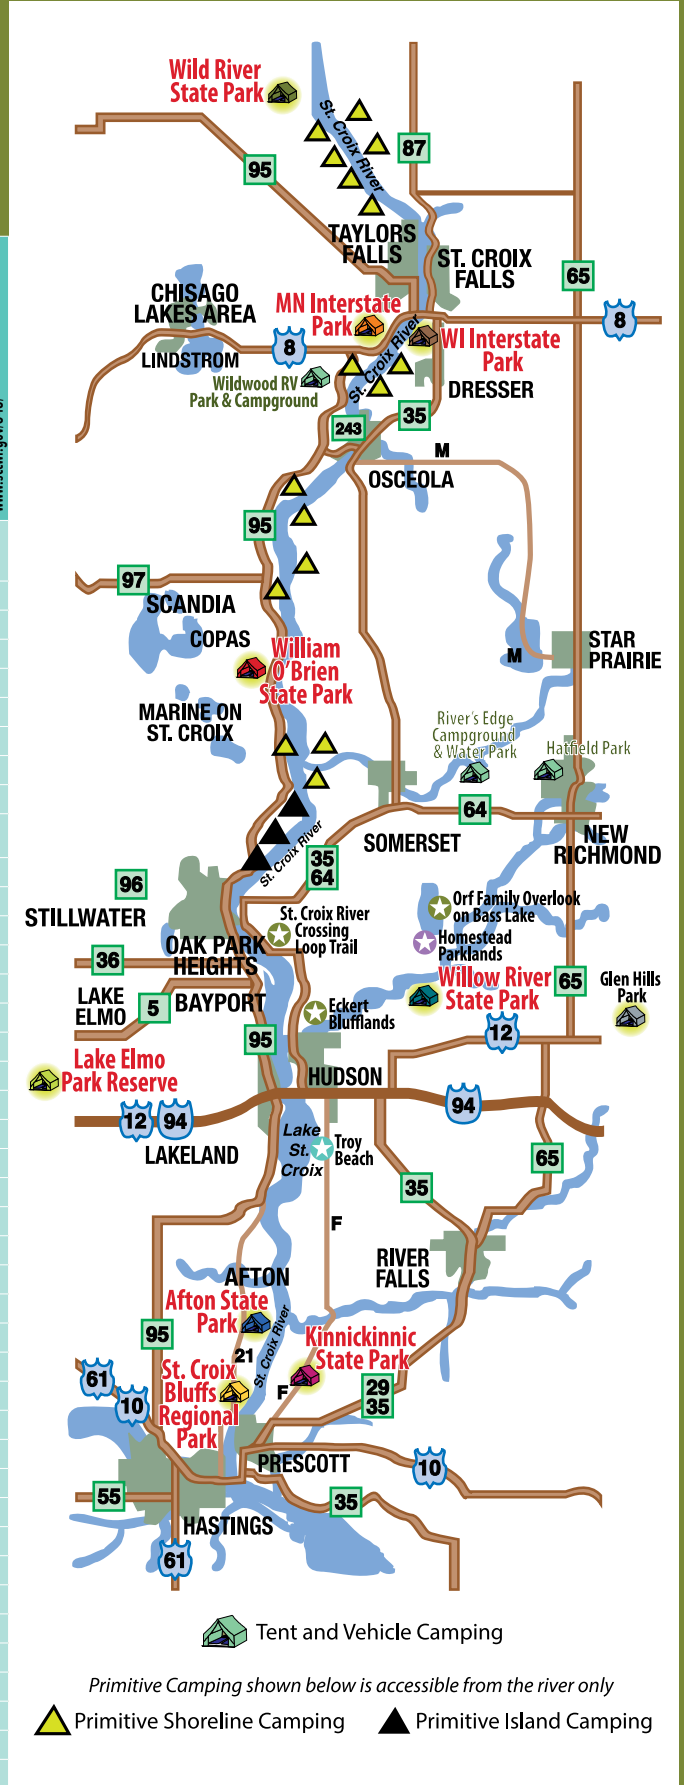 Wild River
State Park
St. Croix River
87
95
TAYLORS
FALLS
ST. CROIX
FALLS
65
CHISAGO
LAKES AREA
MN Interstate
Park
8
8
WI Interstate
Park
LINDSTROM
St. Croix River
Wildwood RV
Park & Campground
DRESSER
35
243
M
OSCEOLA
95
97
SCANDIA
COPAS
STAR
PRAIRIE
M
William
O'Brien
State Park
MARINE ON
ST. CROIX
River's Edge
Campground
& Water Park
Hatfield Park
64
SOMERSET
NEW
RICHMOND
St. Croix River
35
64
96
STILLWATER
Orf Family Overlook
on Bass Lake
St. Croix River
Crossing
Loop Trail
Homestead
Parklands
OAK PARK
HEIGHTS
36
Willow River
State Park
65
Glen Hills
Park
LAKE
ELMO
5
BAYPORT
Eckert
Blufflands
12
95
Lake Elmo
Park Reserve
HUDSON
12
94
94
LAKELAND
Lake
St.
Croix
Troy
Beach
65
35
F
RIVER
FALLS
AFTON
Afton State
Park
St. Croix River
95
21
Kinnickinnic
State Park
61
10
St. Croix
Bluffs
Regional
Park
F
29
35
PRESCOTT
10
55
35
HASTINGS
61
Tent and Vehicle Camping
Primitive Camping shown below is accessible from the river only
Primitive Shoreline Camping
Primitive Island Camping